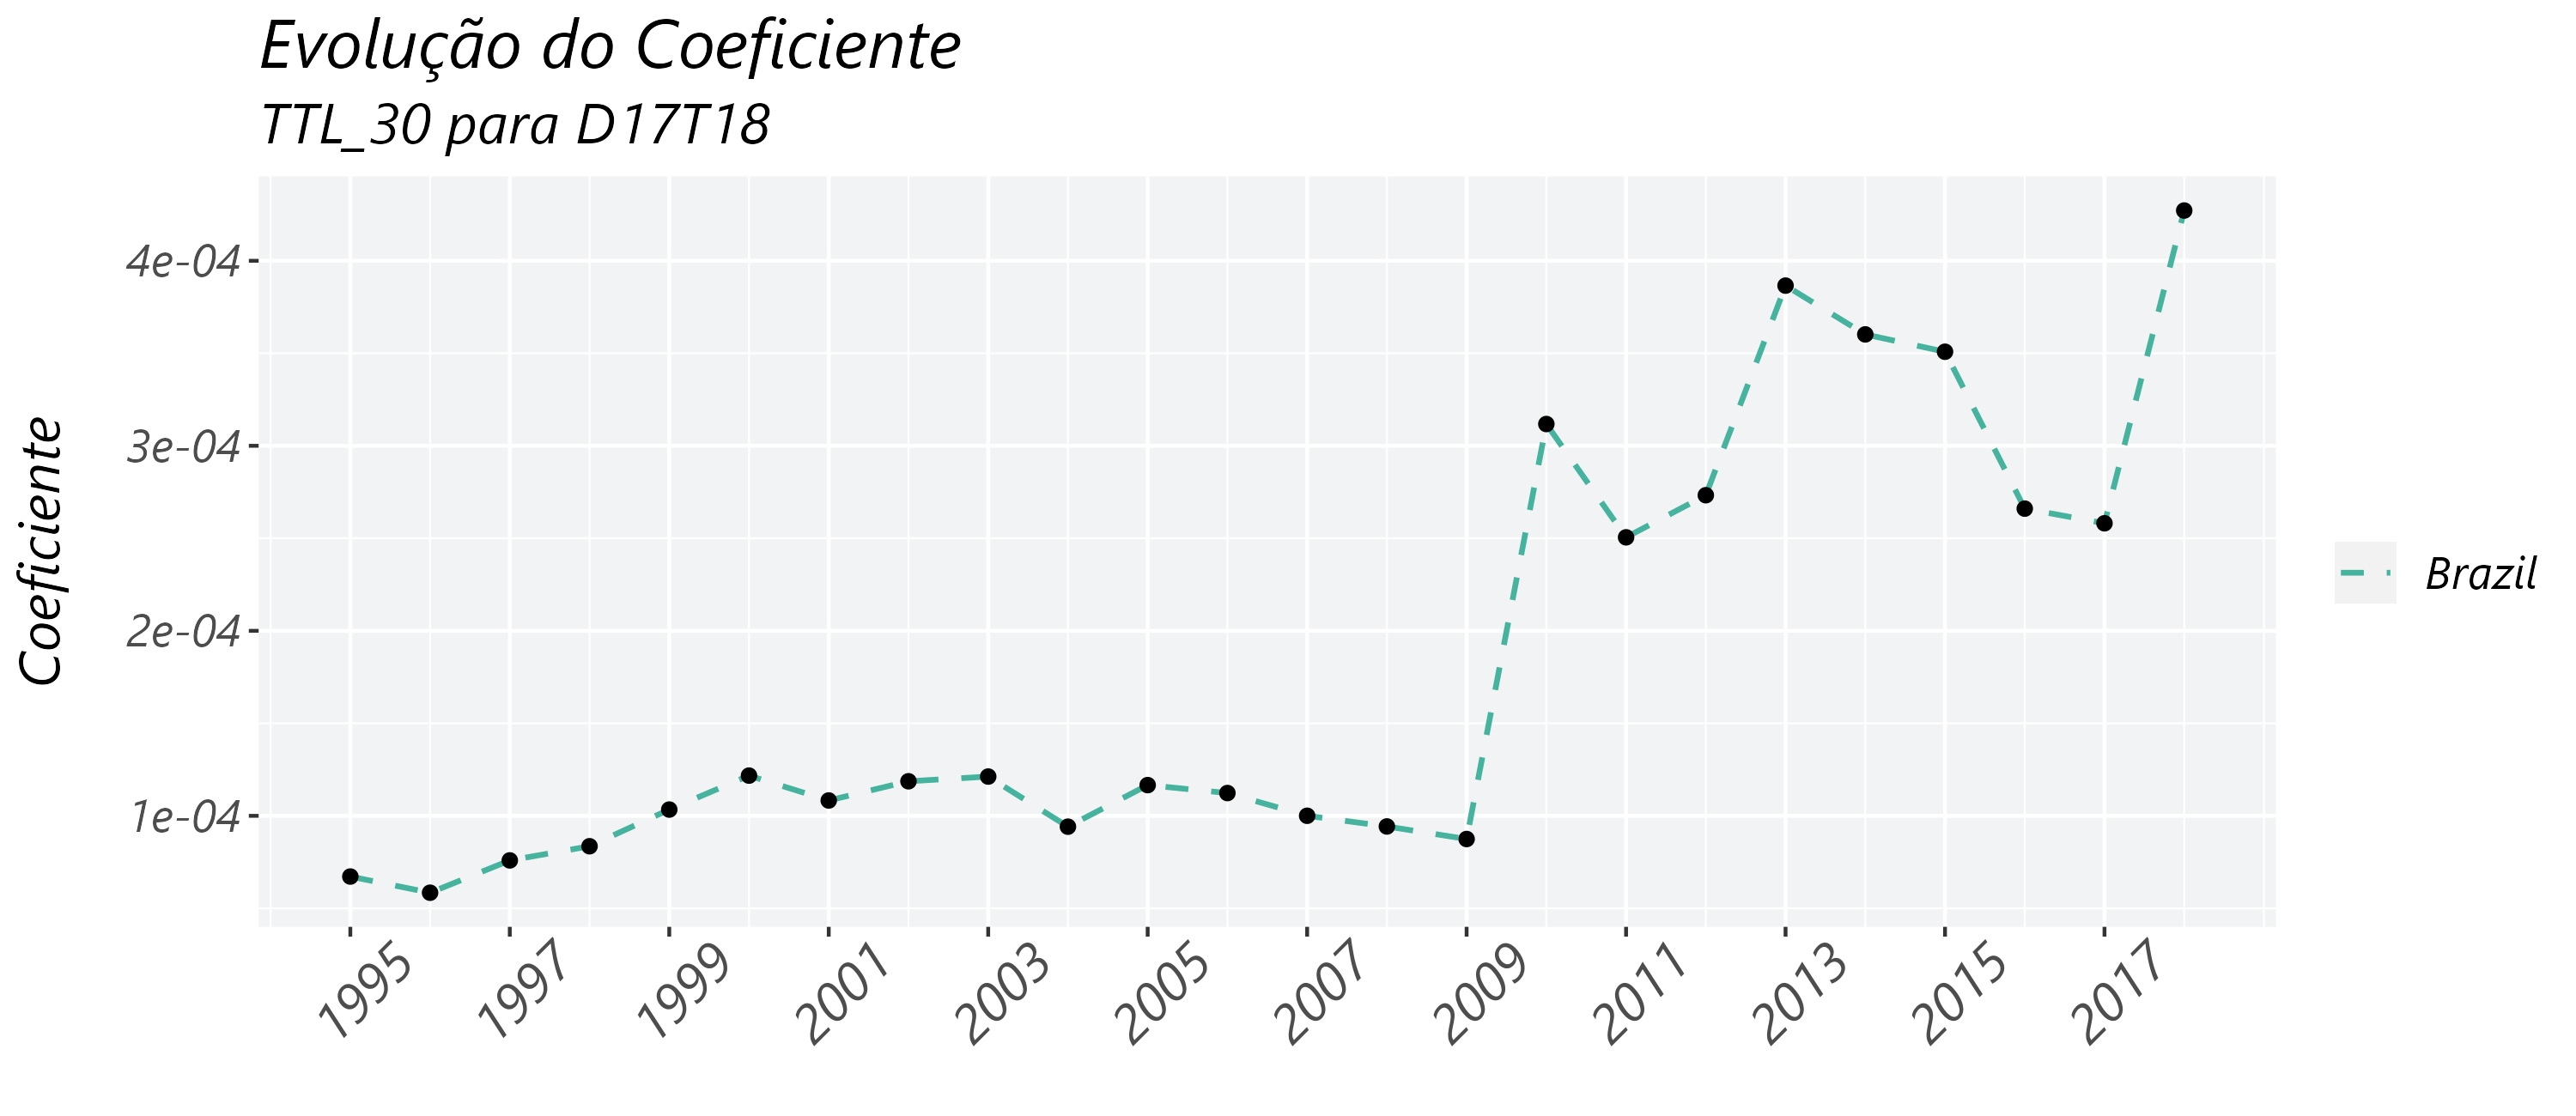 Evolução do Coeficiente
TTL_30 para D17T18
Coeficiente
4e-04
3e-04
2e-04
1e-04
1995
1997
1999
2001
2003
2005
2007
2009
2011
2013
2015
2017
Brazil